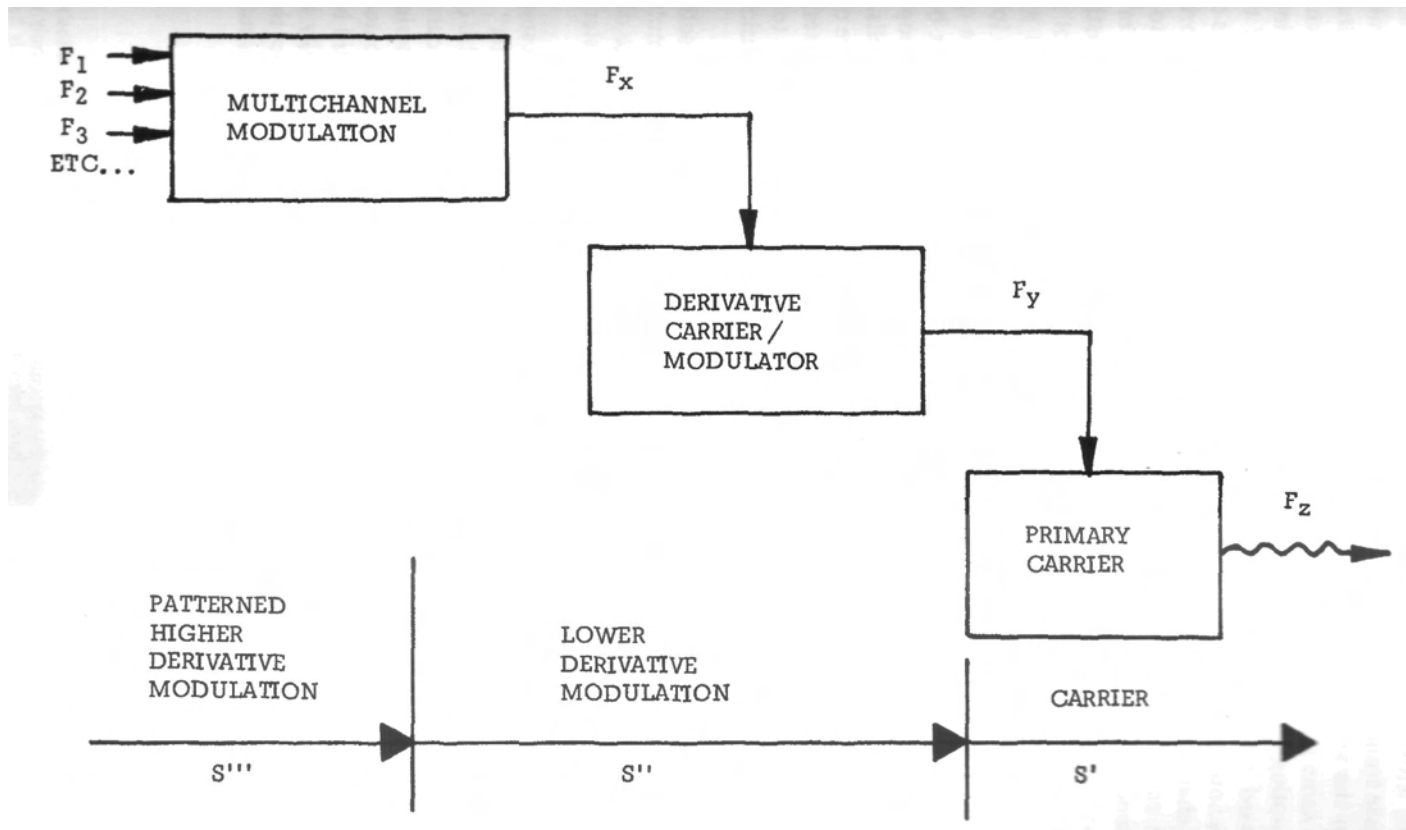 F1
F2
F3
ETC...
MULTICHANNEL
MODULATION
Fx
DERIVATIVE
CARRIER/
MODULATOR
Fy
PRIMARY
CARRIER
Fz
PATTERNED
HIGHER
DERIVATIVE
MODULATION
LOWER
DERIVATIVE
MODULATION
CARRIER
S'''
S''
S'